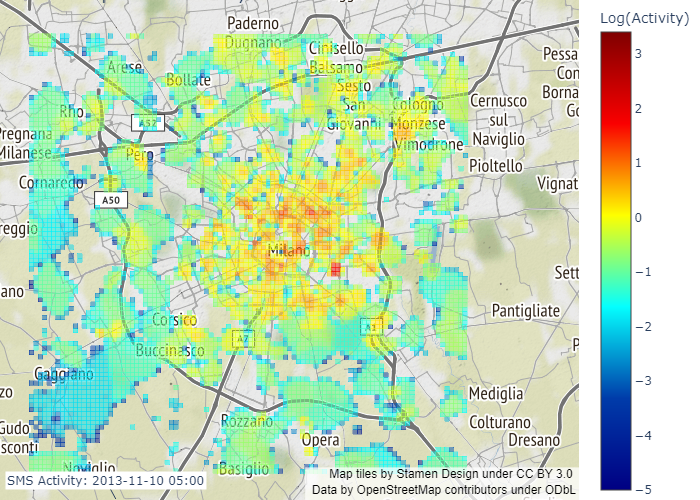 Paderno
Dugnano
Cinisello
Balsamo
Arese
Bollate
Sesto
San
Giovanni
Cologno
Monzese
Cernusco
sul
Naviglio
Rho
A52
Pregnana
Milanese
Pero
Vimodrone
Pioltello
Cornaredo
A50
Vignat
reggio
Milano
Sett
ano
Pantigliate
Corsico
A7
A1
Buccinasco
Gaggiano
Mediglia
Rozzano
Colturano
Dresano
Gudo
sconti
Opera
Noviglio
Basiglio
Pessa
Con
Borna
Go
zo
P
SMS Activity: 2013-11-10 05:00
Map tiles by Stamen Design under CC BY 3.0
Data by OpenStreetMap contributors under ODbL
Log(Activity)
3
2
1
0
−1
−2
−3
−4
−5